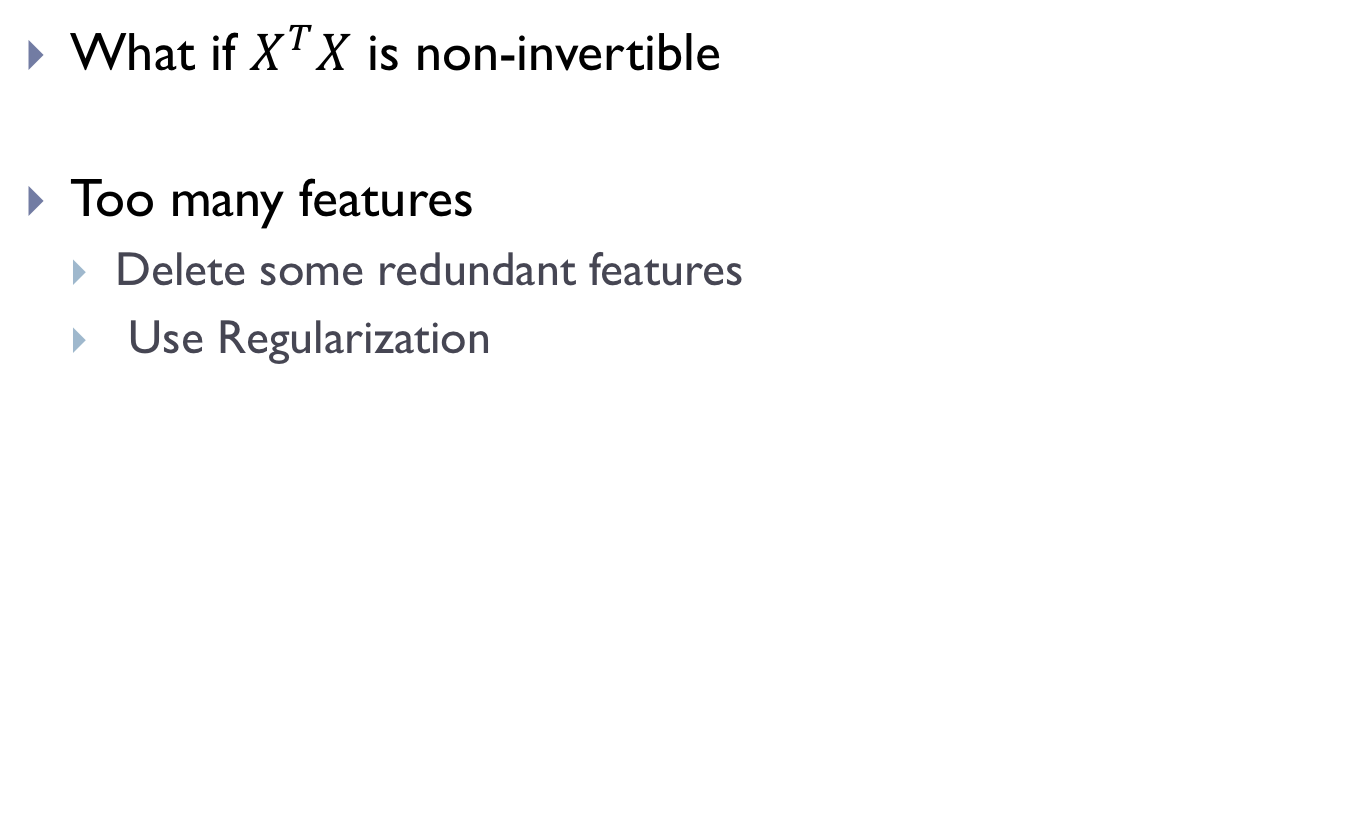 What if $X^T X$ is non-invertible
Too many features
Delete some redundant features
Use Regularization